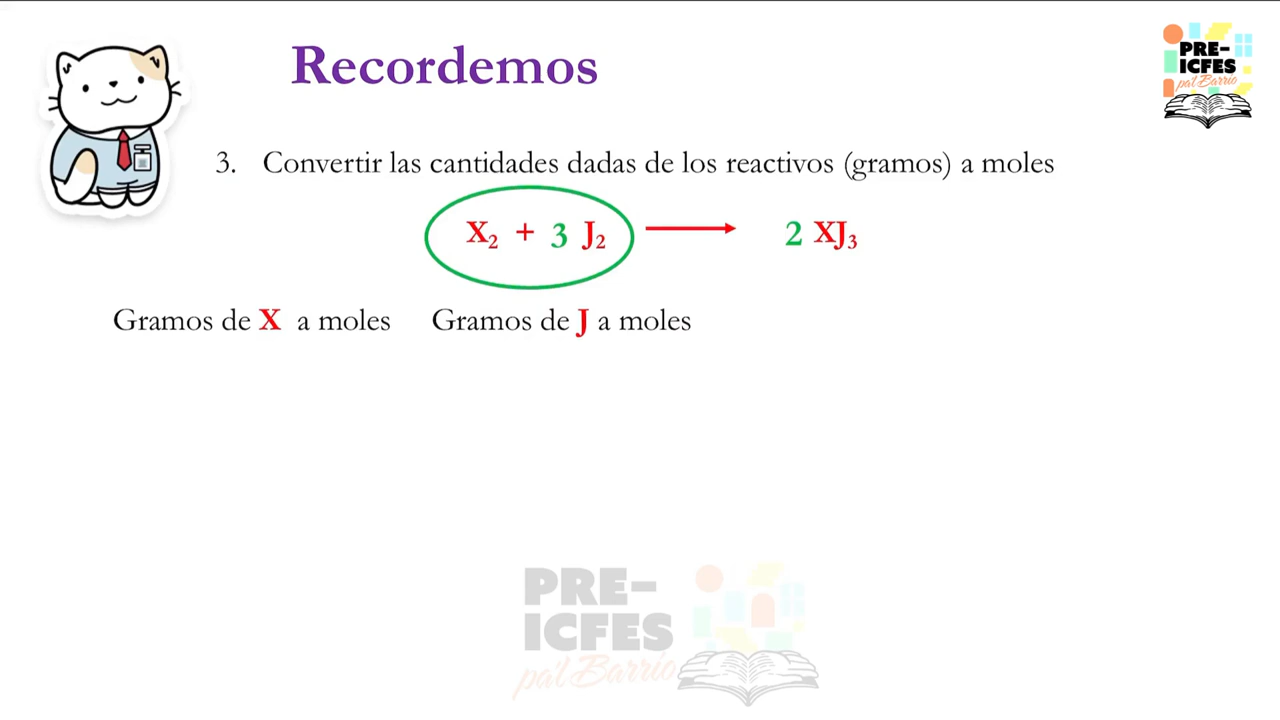 Recordemos
PRE-
ICFES
pa'l Barrio
3. Convertir las cantidades dadas de los reactivos (gramos) a moles
X₂ + 3 J₂ → 2 XJ₃
Gramos de X a moles Gramos de J a moles
PRE-
ICFES
pa'l Barrio